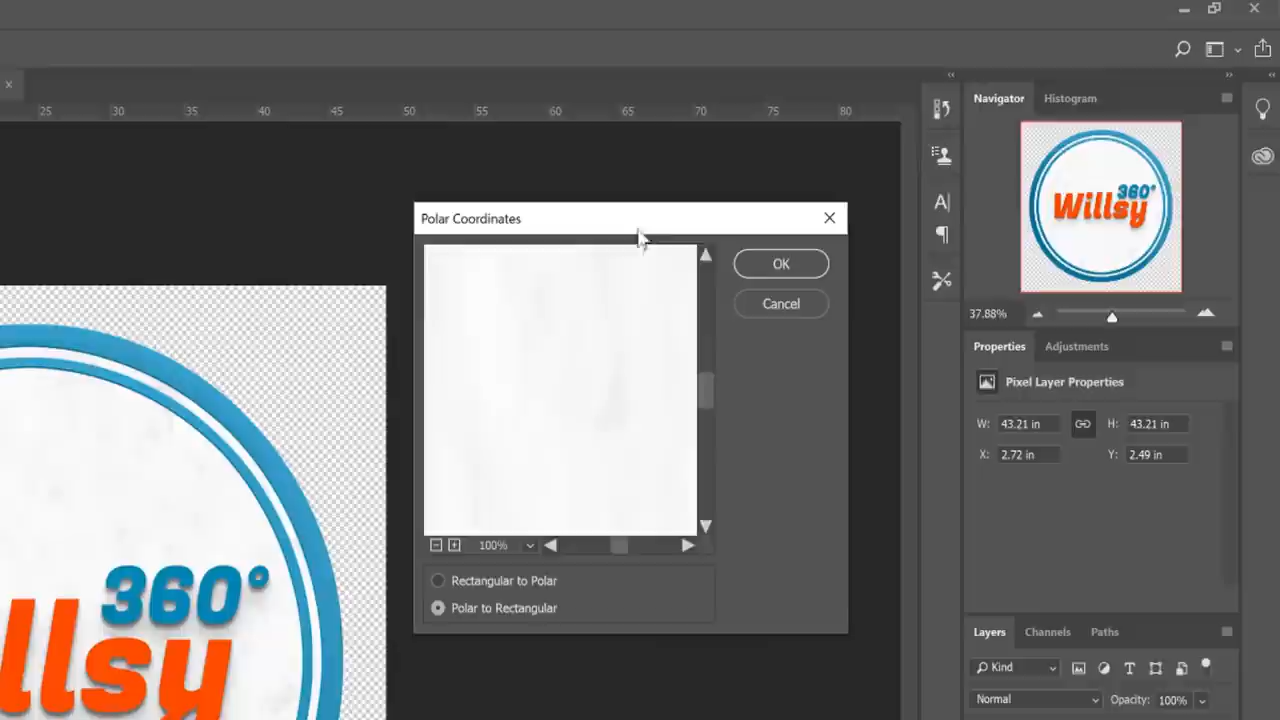 25 30 35 40 45 50 55 60 65 70 75 80
Navigator Histogram
360°
Willsy
37.88%
Properties Adjustments
Pixel Layer Properties
W: 43.21 in H: 43.21 in
X: 2.72 in Y: 2.49 in
Layers Channels Paths
Kind
Normal Opacity: 100%
Polar Coordinates
OK
Cancel
100%
Rectangular to Polar
Polar to Rectangular
360°
llsy